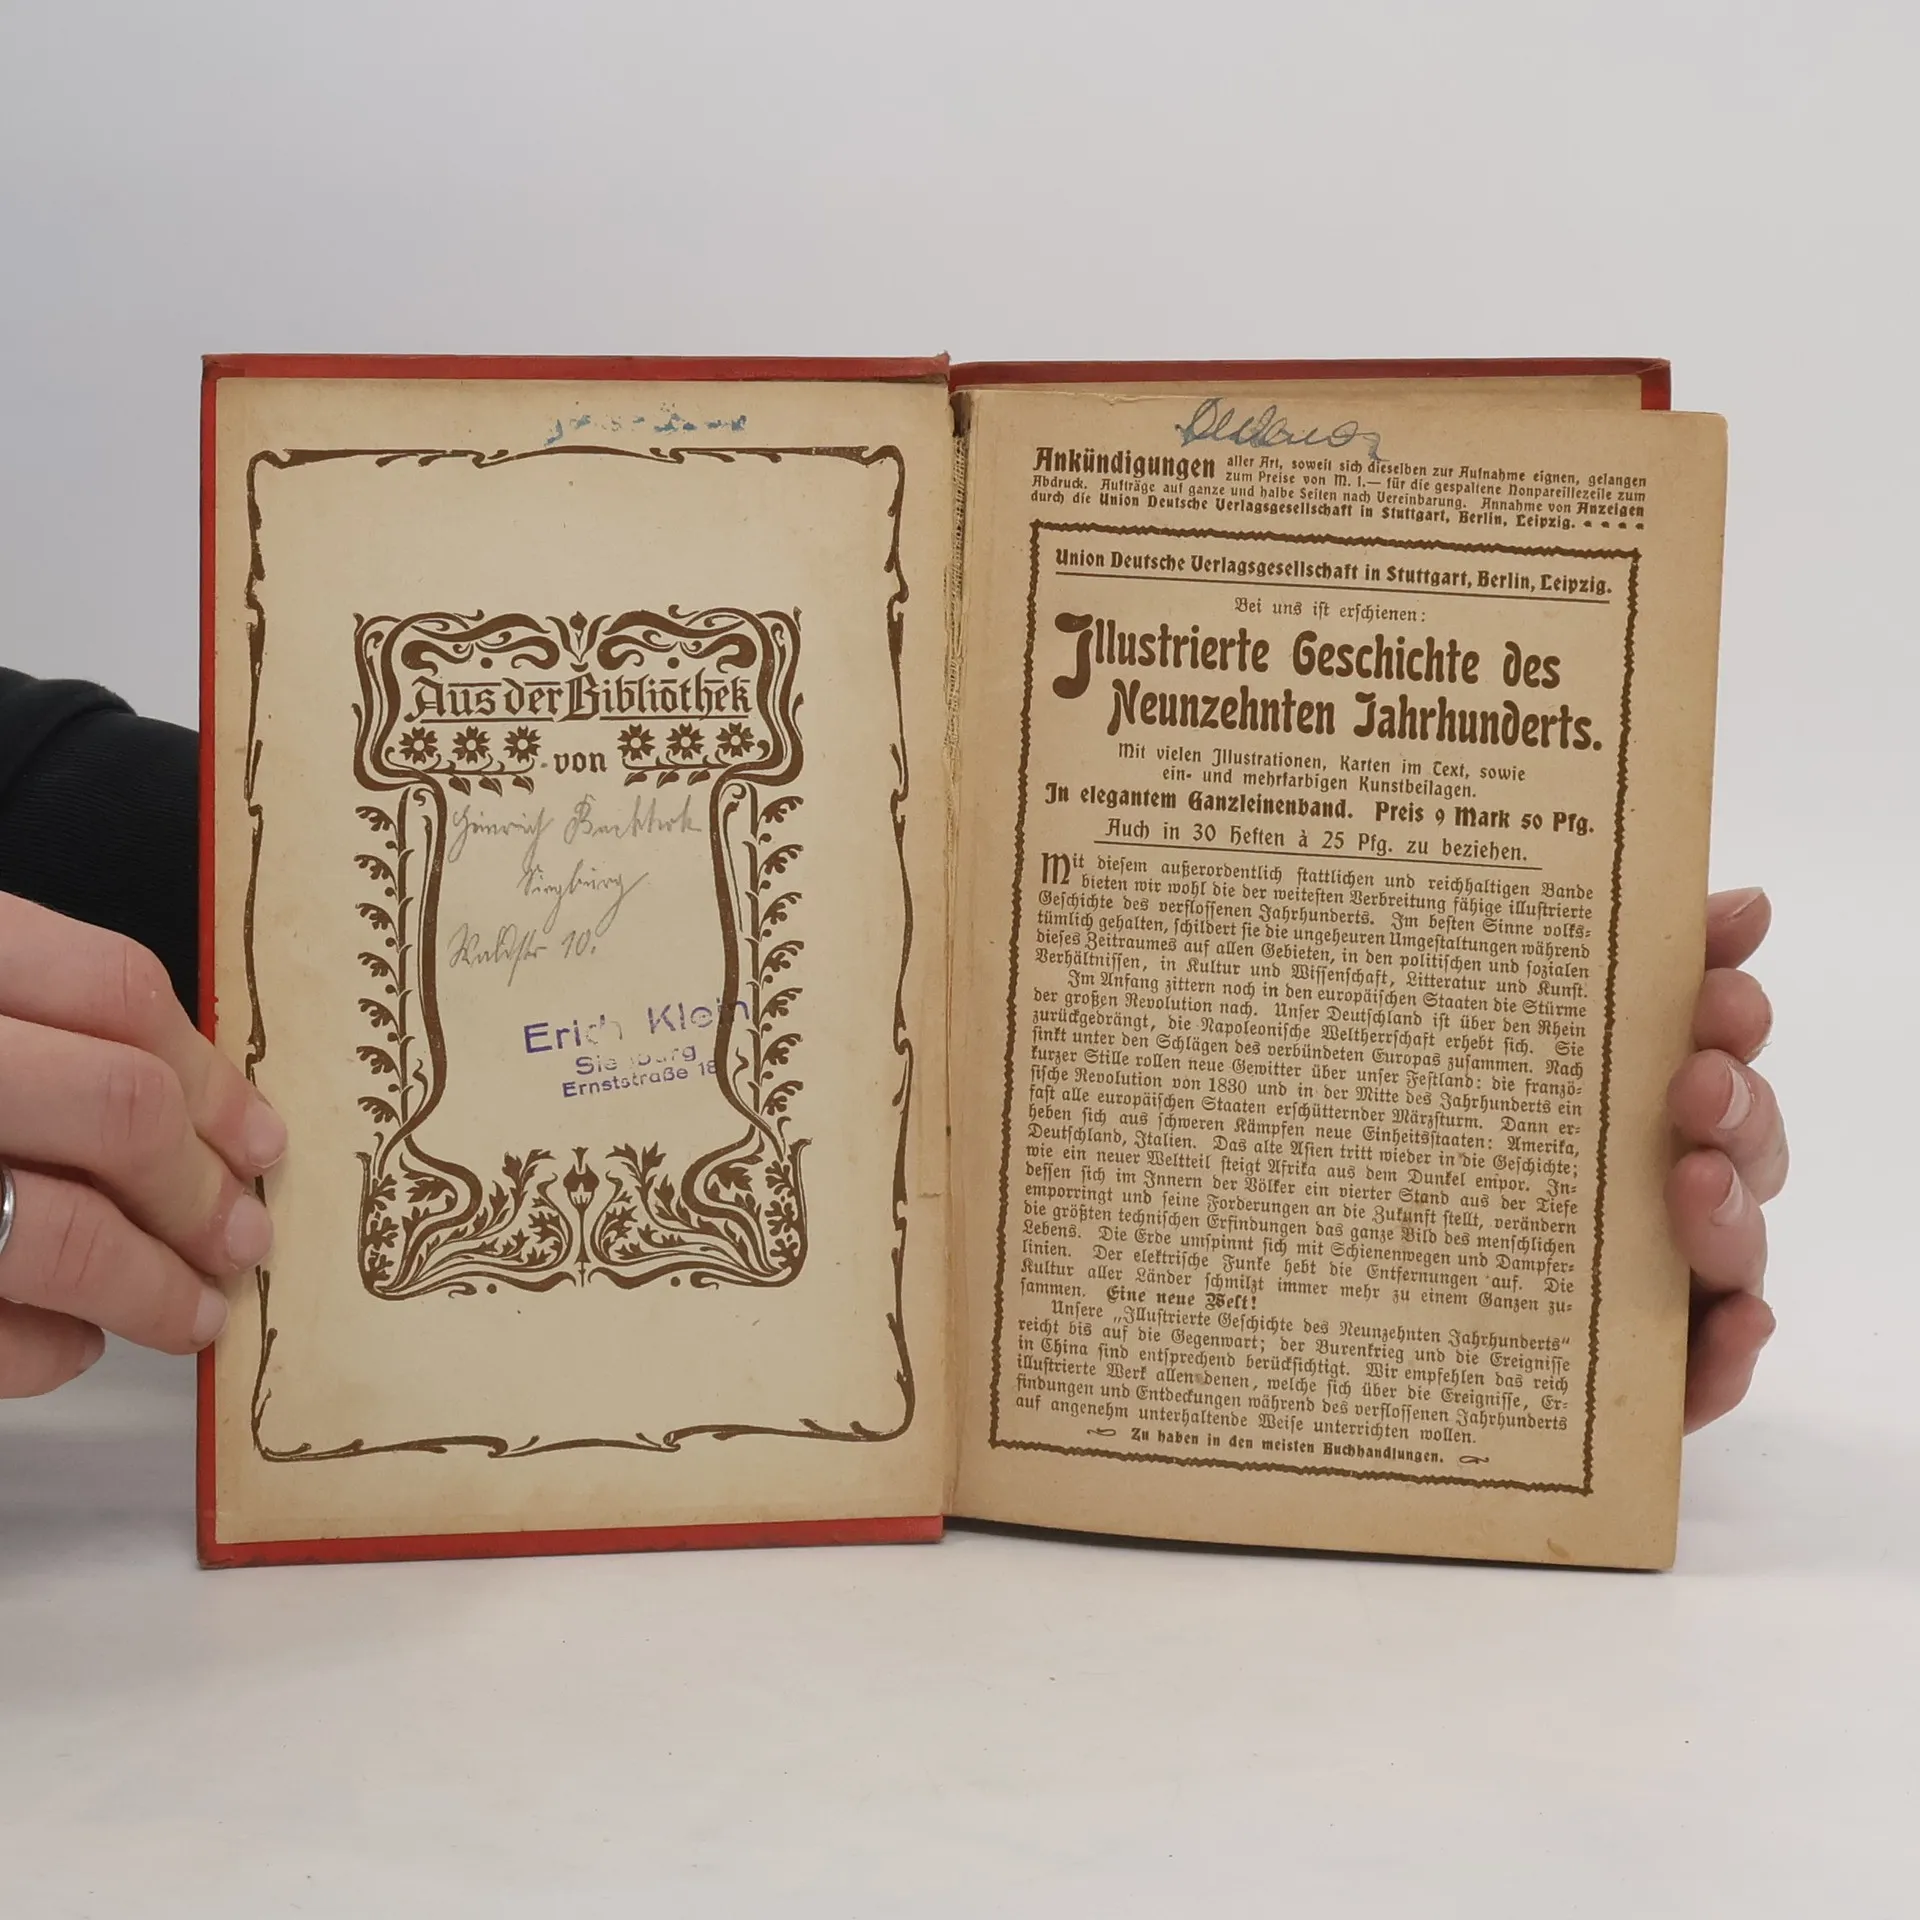 Aus der Bibliothek
von
Heinrich
Siegburg
Waldstr 10.
Erich Klein
Siegburg
Ernststraße 18
Ankündigungen aller Art, soweit sich dieselben zur Aufnahme eignen, gelangen
zum Preise von M. 1.— für die gespaltene Nonpareillezeile zum
Abdruck. Aufträge auf ganze und halbe Seiten nach Vereinbarung. Annahme von Anzeigen
durch die Union Deutsche Verlagsgesellschaft in Stuttgart, Berlin, Leipzig.
Union Deutsche Verlagsgesellschaft in Stuttgart, Berlin, Leipzig.
Bei uns ist erschienen:
Illustrierte Geschichte des
Neunzehnten Jahrhunderts.
Mit vielen Illustrationen, Karten im Text, sowie
ein- und mehrfarbigen Kunstbeilagen.
In elegantem Ganzleinenband. Preis 9 Mark 50 Pfg.
Auch in 30 Heften à 25 Pfg. zu beziehen.
Mit diesem außerordentlich stattlichen und reichhaltigen Bande
bieten wir wohl die der weitesten Verbreitung fähige illustrierte
Geschichte des verflossenen Jahrhunderts. Im besten Sinne volks-
tümlich gehalten, schildert sie die ungeheuren Umgestaltungen während
dieses Zeitraumes auf allen Gebieten, in den politischen und sozialen
Verhältnissen, in Kultur und Wissenschaft, Litteratur und Kunst.
Im Anfang zittern noch in den europäischen Staaten die Stürme
der großen Revolution nach. Unser Deutschland ist über den Rhein
zurückgedrängt, die Napoleonische Weltherrschaft erhebt sich. Sie
sinkt unter den Schlägen des verbündeten Europas zusammen. Nach
kurzer Stille rollen neue Gewitter über unser Festland: die franzö-
sische Revolution von 1830 und in der Mitte des Jahrhunderts ein
fast alle europäischen Staaten erschütternder Märzsturm. Dann er-
heben sich aus schweren Kämpfen neue Einheitsstaaten: Amerika,
Deutschland, Italien. Das alte Asien tritt wieder in die Geschichte;
wie ein neuer Weltteil steigt Afrika aus dem Dunkel empor. In-
dessen sich im Innern der Völker ein vierter Stand aus der Tiefe
emporringt und seine Forderungen an die Zukunft stellt, verändern
die größten technischen Erfindungen das ganze Bild des menschlichen
Lebens. Die Erde umspinnt sich mit Schienenwegen und Dampfer-
linien. Der elektrische Funke hebt die Entfernungen auf. Die
Kultur aller Länder schmilzt immer mehr zu einem Ganzen zu-
sammen. Eine neue Welt!
Unsere „Illustrierte Geschichte des Neunzehnten Jahrhunderts“
reicht bis auf die Gegenwart; der Burenkrieg und die Ereignisse
in China sind entsprechend berücksichtigt. Wir empfehlen das reich
illustrierte Werk allen denen, welche sich über die Ereignisse, Er-
findungen und Entdeckungen während des verflossenen Jahrhunderts
auf angenehm unterhaltende Weise unterrichten wollen.
Zu haben in den meisten Buchhandlungen.